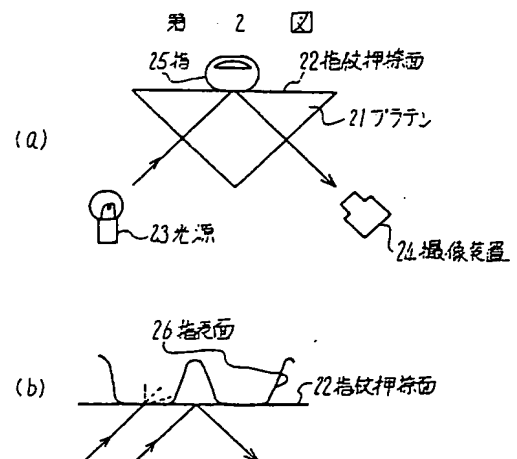 第 2 図
25指
22指紋押捺面
21プラテン
(a)
23光源
24撮像装置
26指表面
(b)
22指紋押捺面